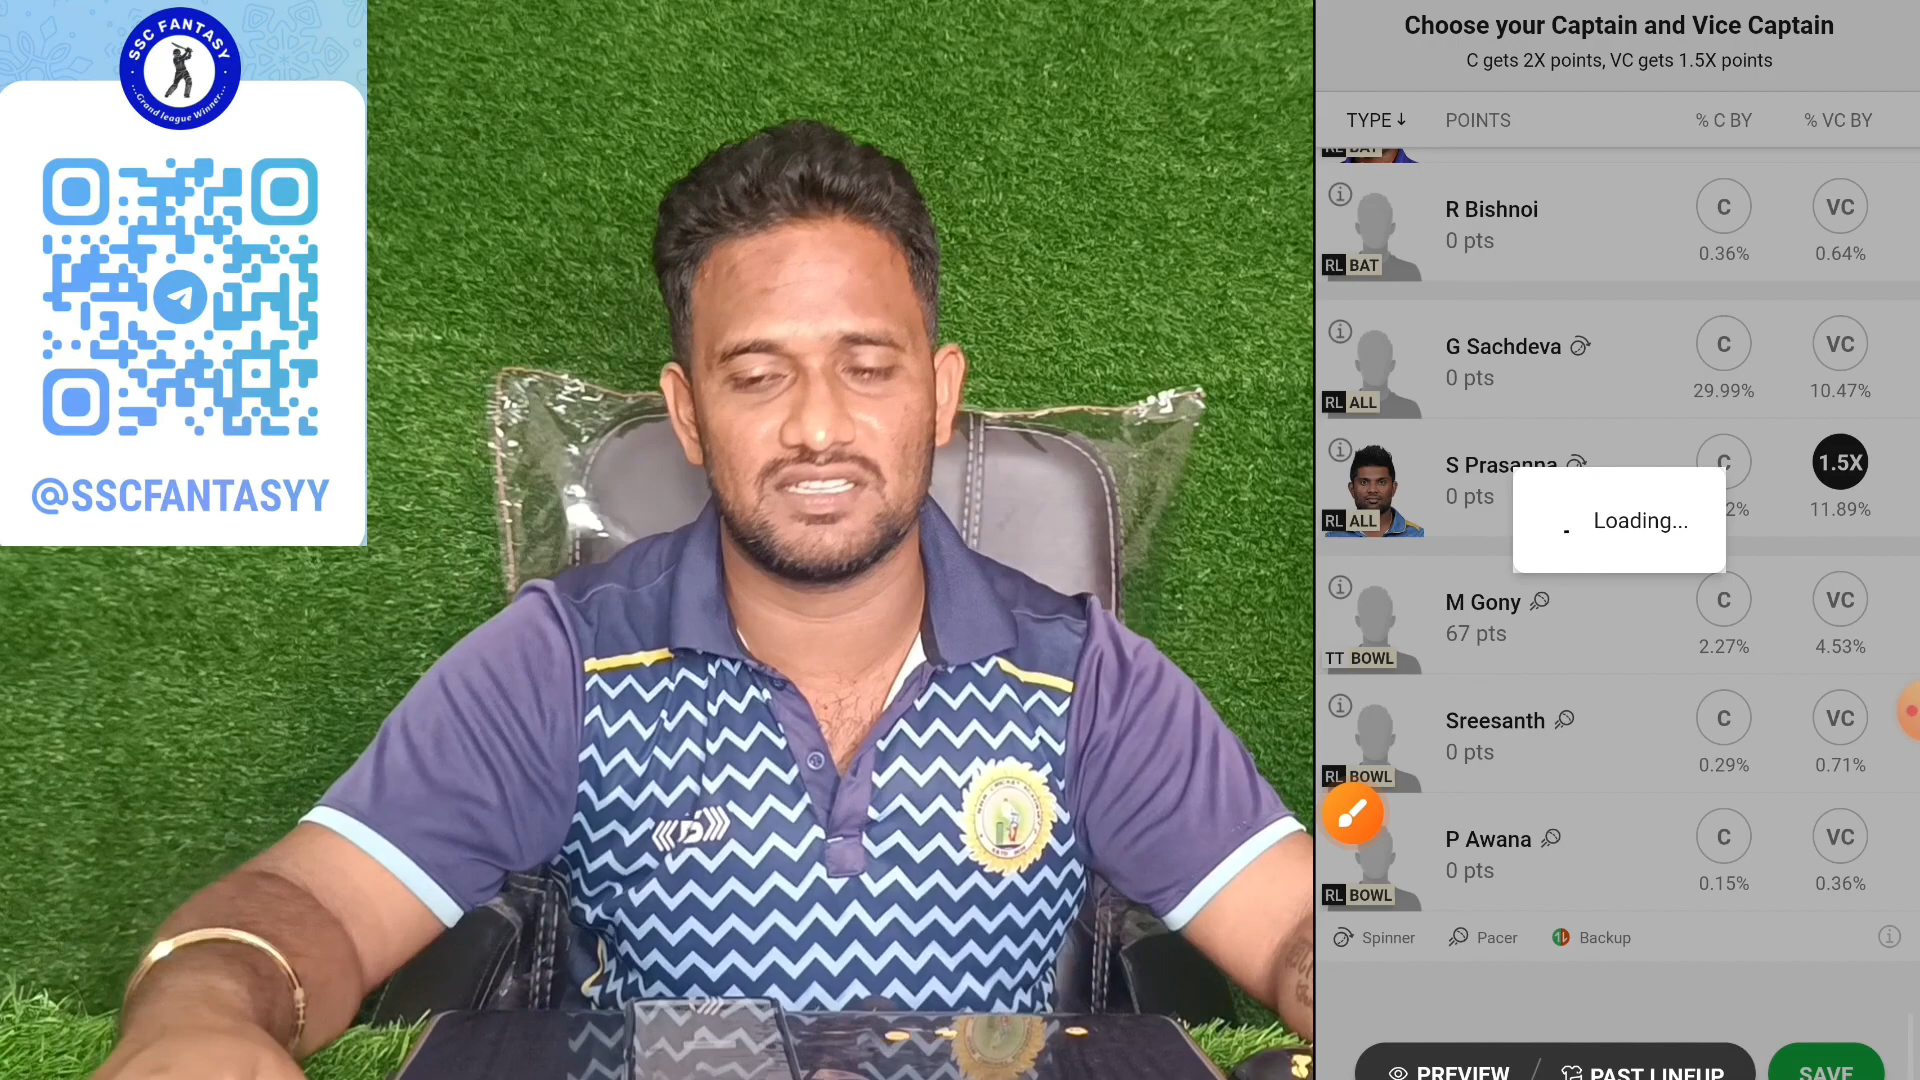 SSC FANTASY
...Grand league Winner...
@SSCFANTASYY
Choose your Captain and Vice Captain
C gets 2X points, VC gets 1.5X points
TYPE ↓ POINTS % C BY % VC BY
RL BAT
R Bishnoi
0 pts
RL BAT
C
0.36%
VC
0.64%
G Sachdeva
0 pts
RL ALL
C
29.99%
VC
10.47%
S Prasanna
0 pts
RL ALL
C
2%
1.5X
11.89%
Loading...
M Gony
67 pts
TT BOWL
C
2.27%
VC
4.53%
Sreesanth
0 pts
RL BOWL
C
0.29%
VC
0.71%
P Awana
0 pts
RL BOWL
C
0.15%
VC
0.36%
Spinner Pacer Backup
PREVIEW / PAST LINEUP
SAVE